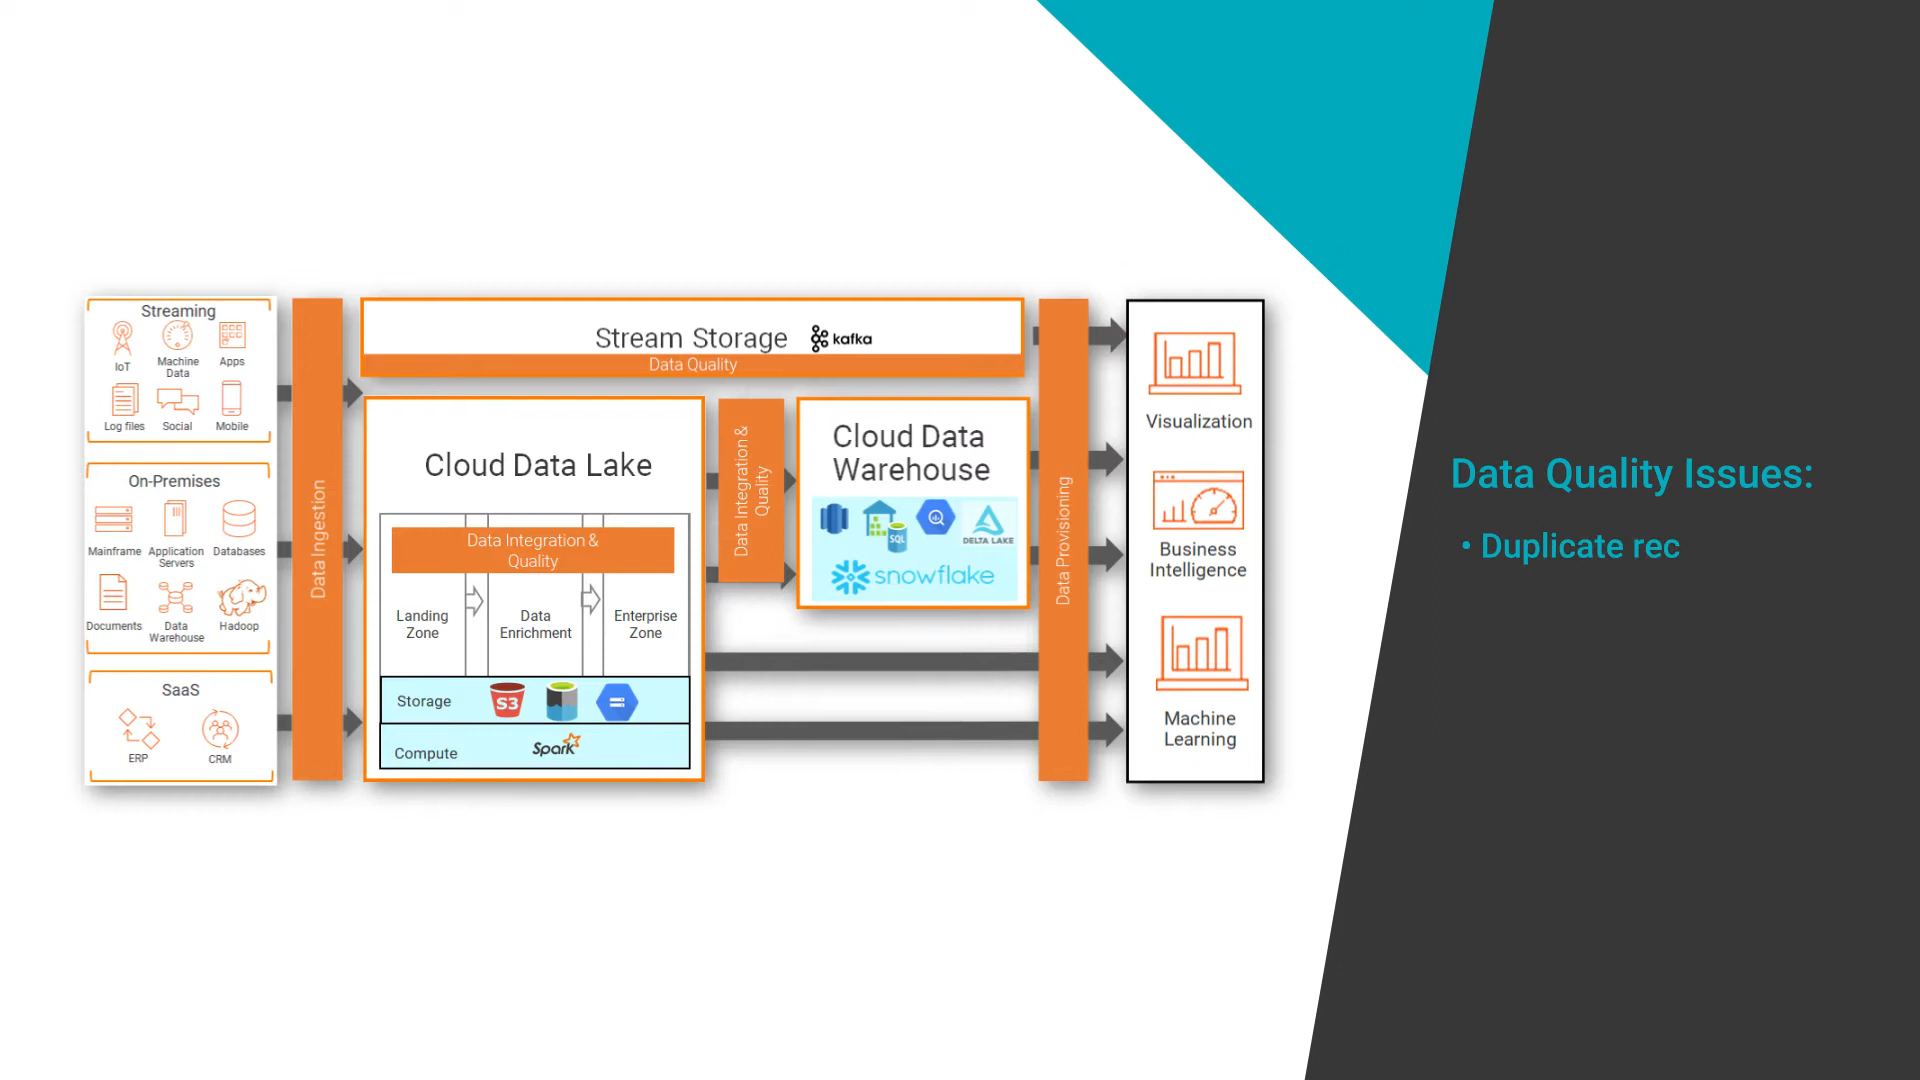 Streaming
IoT
Machine
Data
Apps
Log files
Social
Mobile
On-Premises
Mainframe
Application
Servers
Databases
Documents
Data
Warehouse
Hadoop
SaaS
ERP
CRM
Data Ingestion
Stream Storage
kafka
Data Quality
Cloud Data Lake
Data Integration &
Quality
Landing
Zone
Data
Enrichment
Enterprise
Zone
Storage
S3
Compute
Spark
Data Integration &
Quality
Cloud Data
Warehouse
SQL
DELTA LAKE
snowflake
Data Provisioning
Visualization
Business
Intelligence
Machine
Learning
Data Quality Issues:
• Duplicate rec